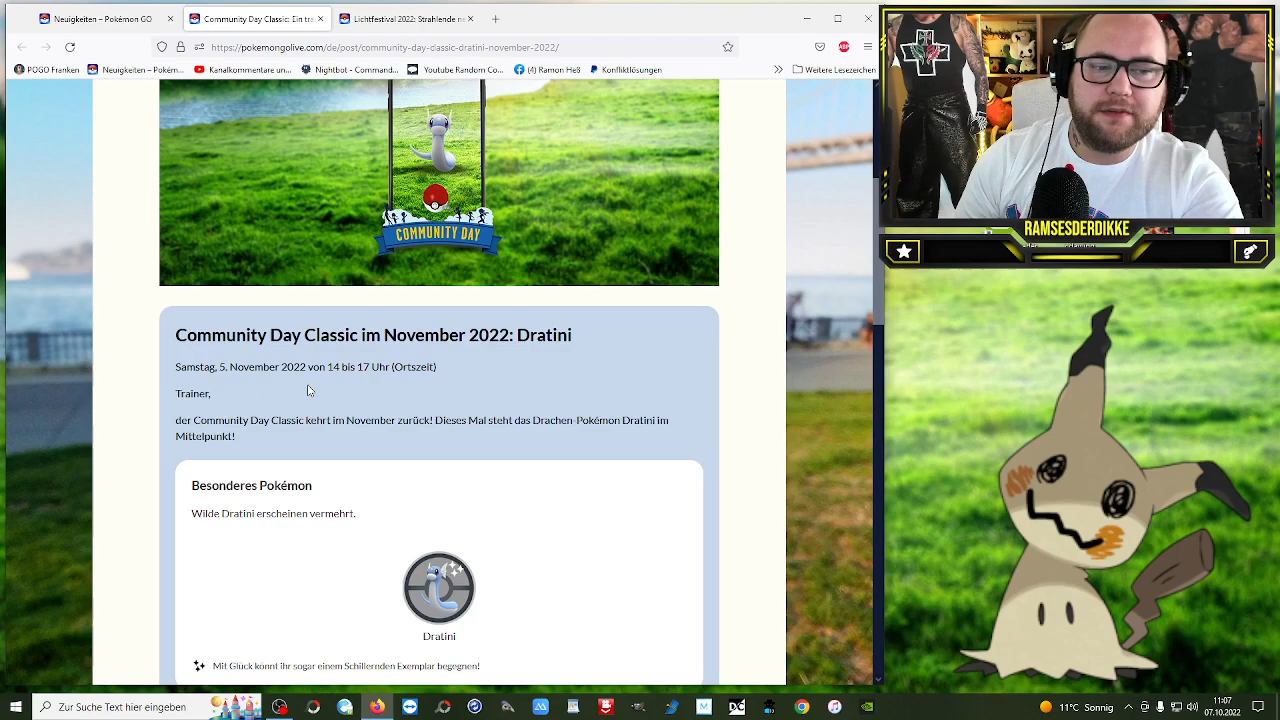 Neuigkeiten – Pokémon GO
Community Day Classic: Ein tr
Lichtfestival 2022: Strahlende n
https://pokemongolive.com/de/post/community-day-classic-dratini-november-2022/
POGO Franken
Neuigkeiten – Pokém...
Kanalkommentare un...
Nightbot - Comman...
Youtube Random Co...
(4) Ramon Heß
Konfliktlösungen
Weitere Lesezeichen
ABP
COMMUNITY DAY
Community Day Classic im November 2022: Dratini
Samstag, 5. November 2022 von 14 bis 17 Uhr (Ortszeit)
Trainer,
der Community Day Classic kehrt im November zurück! Dieses Mal steht das Drachen-Pokémon Dratini im
Mittelpunkt!
Besonderes Pokémon
Wilde Dratini erscheinen vermehrt.
Dratini
Mit Glück könnt ihr sogar einem Schillernden Exemplar begegnen!
RAMSESDERDIKKE
Zur Suche Text hier eingeben
11°C Sonnig
11:07
07.10.2022